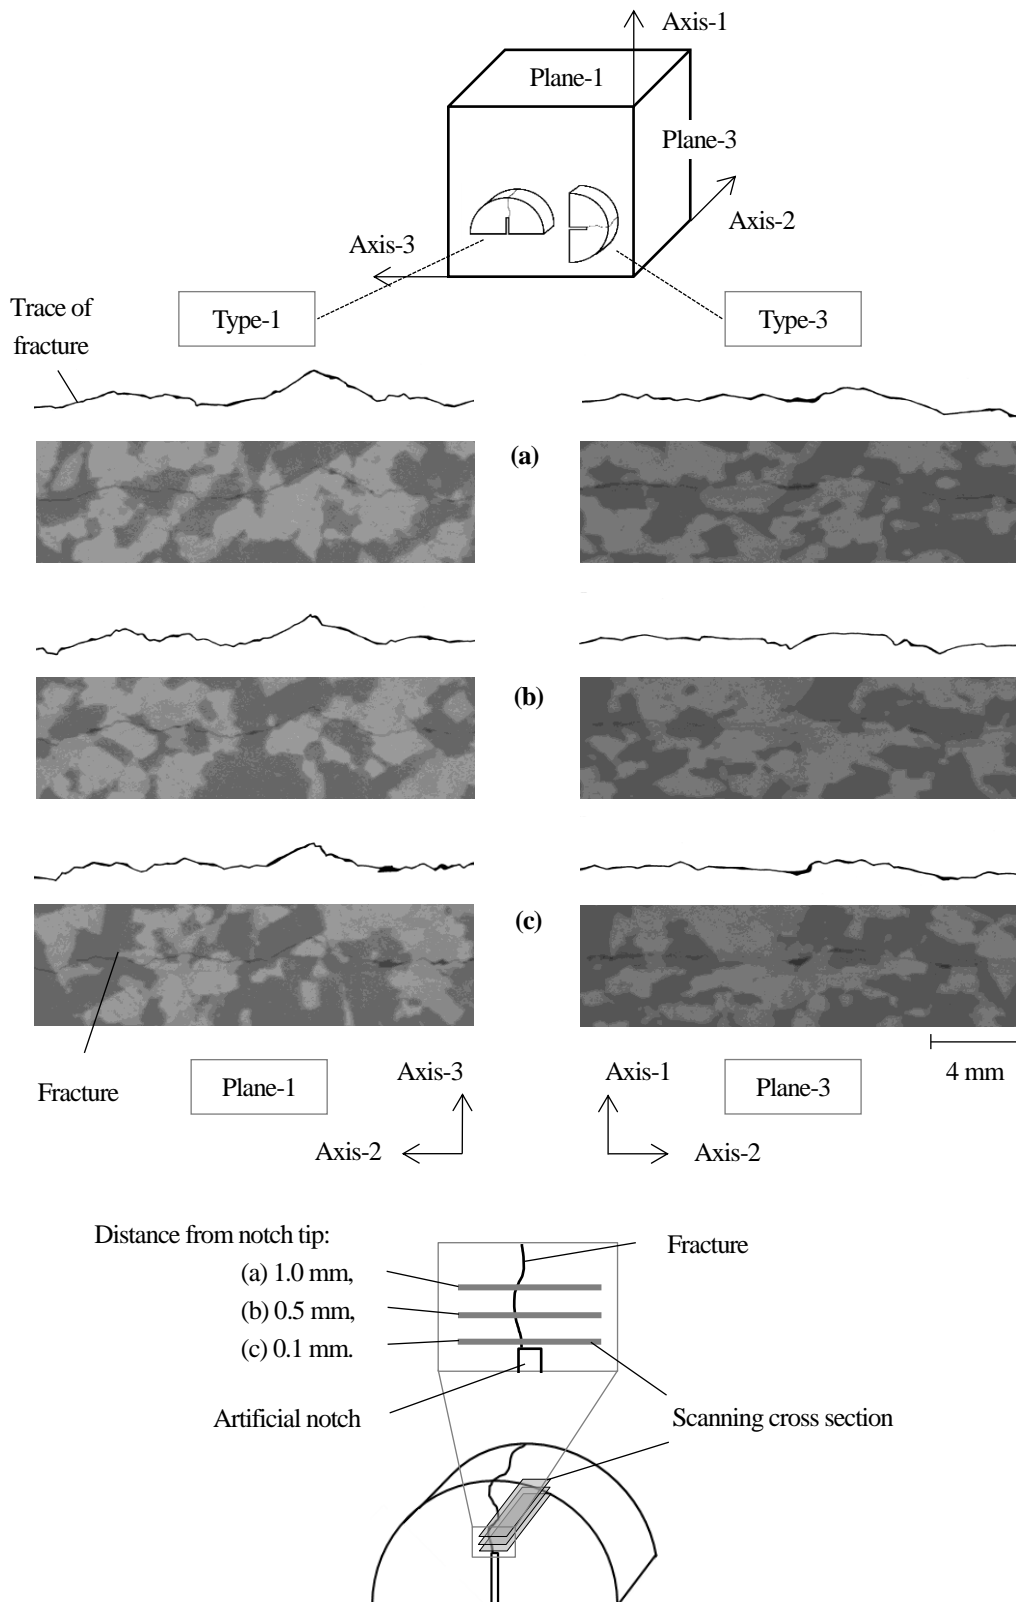 Axis-1
Plane-1
Plane-3
Axis-2
Axis-3
Type-1
Type-3
Trace of
fracture
(a)
(b)
(c)
Fracture
Plane-1
Axis-3
Axis-1
Plane-3
4 mm
Axis-2
Axis-2
Distance from notch tip:
(a) 1.0 mm,
(b) 0.5 mm,
(c) 0.1 mm.
Fracture
Artificial notch
Scanning cross section